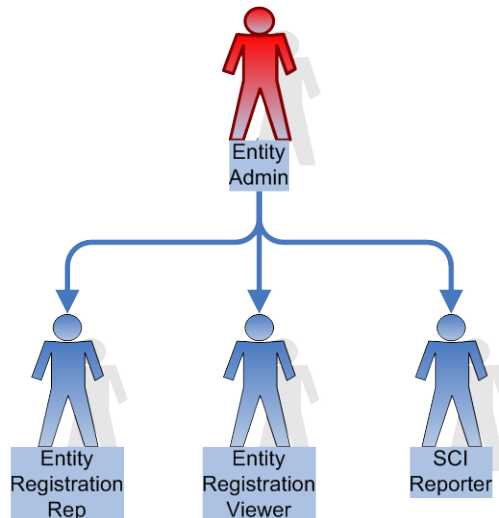 Entity
Admin
Entity
Registration
Rep
Entity
Registration
Viewer
SCI
Reporter